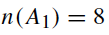 n(A₁) = 8